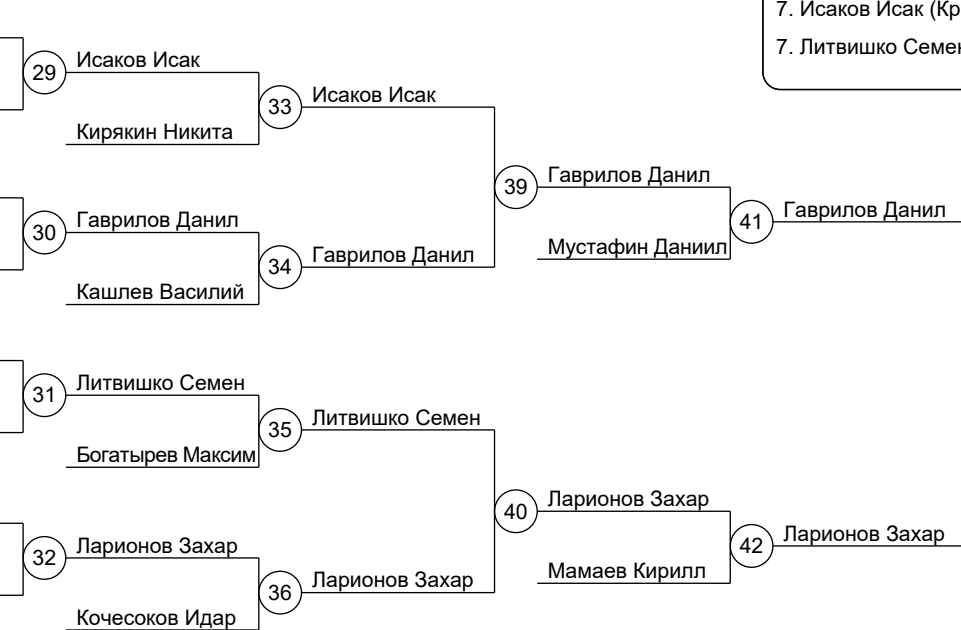 7. Исаков Исак (Кр
7. Литвишко Семен
29 Исаков Исак
Кирякин Никита
33 Исаков Исак
30 Гаврилов Данил
Кашлев Василий
34 Гаврилов Данил
39 Гаврилов Данил
Мустафин Даниил
41 Гаврилов Данил
31 Литвишко Семен
Богатырев Максим
35 Литвишко Семен
32 Ларионов Захар
Кочесоков Идар
36 Ларионов Захар
40 Ларионов Захар
Мамаев Кирилл
42 Ларионов Захар